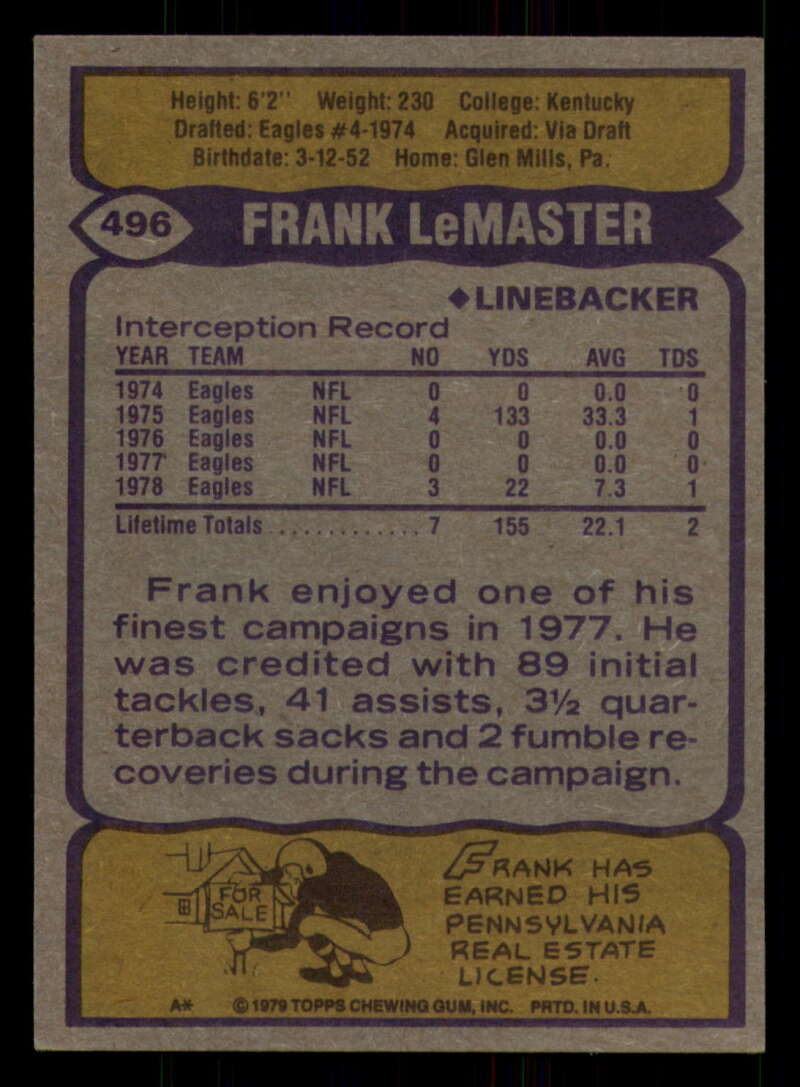 Height: 6'2" Weight: 230 College: Kentucky
Drafted: Eagles #4-1974 Acquired: Via Draft
Birthdate: 3-12-52 Home: Glen Mills, Pa.
496 FRANK LeMASTER
◆LINEBACKER
Interception Record
YEAR TEAM NO YDS AVG TDS
1974 Eagles NFL 0 0 0.0 0
1975 Eagles NFL 4 133 33.3 1
1976 Eagles NFL 0 0 0.0 0
1977 Eagles NFL 0 0 0.0 0
1978 Eagles NFL 3 22 7.3 1
Lifetime Totals ............. 7 155 22.1 2
Frank enjoyed one of his
finest campaigns in 1977. He
was credited with 89 initial
tackles, 41 assists, 3½ quar-
terback sacks and 2 fumble re-
coveries during the campaign.
FOR
SALE
FRANK HAS
EARNED HIS
PENNSYLVANIA
REAL ESTATE
LICENSE.
A* © 1979 TOPPS CHEWING GUM, INC. PRTD. IN U.S.A.